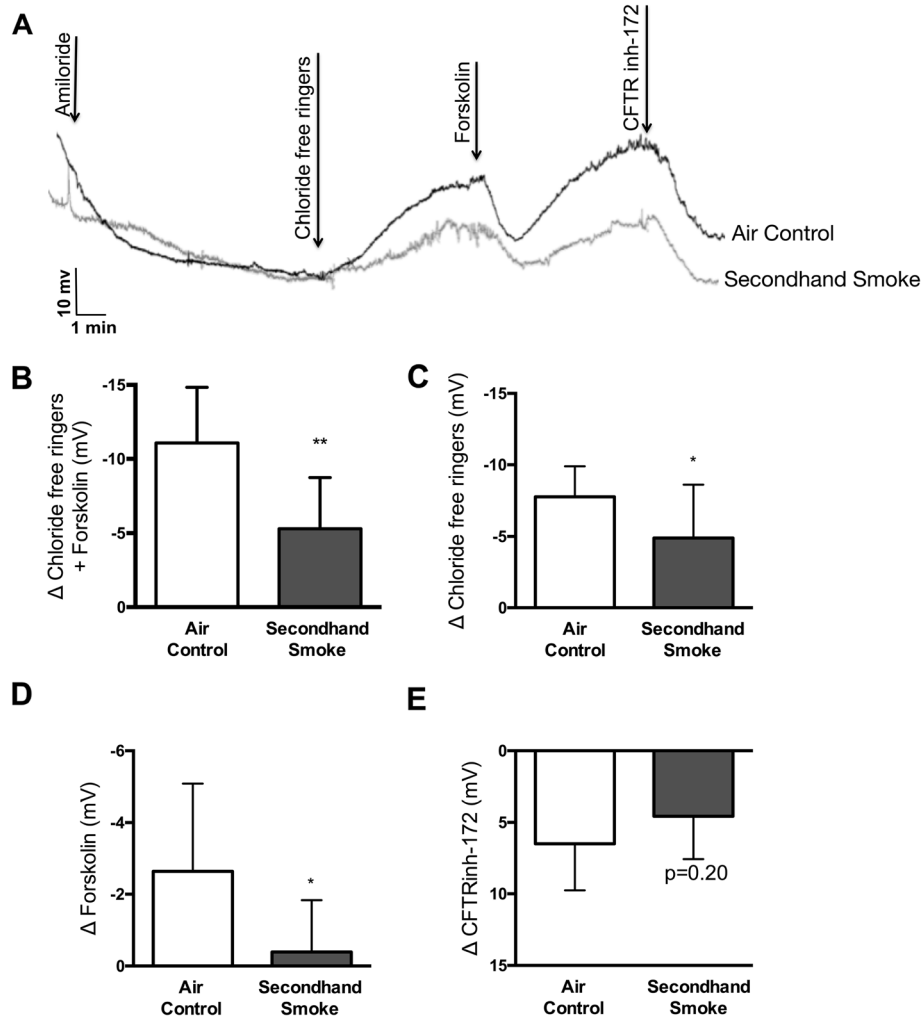 A
Amiloride
Chloride free ringers
Forskolin
CFTR inh-172
Air Control
Secondhand Smoke
10 mv
1 min
B
Δ Chloride free ringers
+ Forskolin (mV)
-15
-10
-5
0
**
Air
Control
Secondhand
Smoke
C
Δ Chloride free ringers (mV)
-15
-10
-5
0
*
Air
Control
Secondhand
Smoke
D
Δ Forskolin (mV)
-6
-4
-2
0
*
Air
Control
Secondhand
Smoke
E
Δ CFTRinh-172 (mV)
0
5
10
15
p=0.20
Air
Control
Secondhand
Smoke